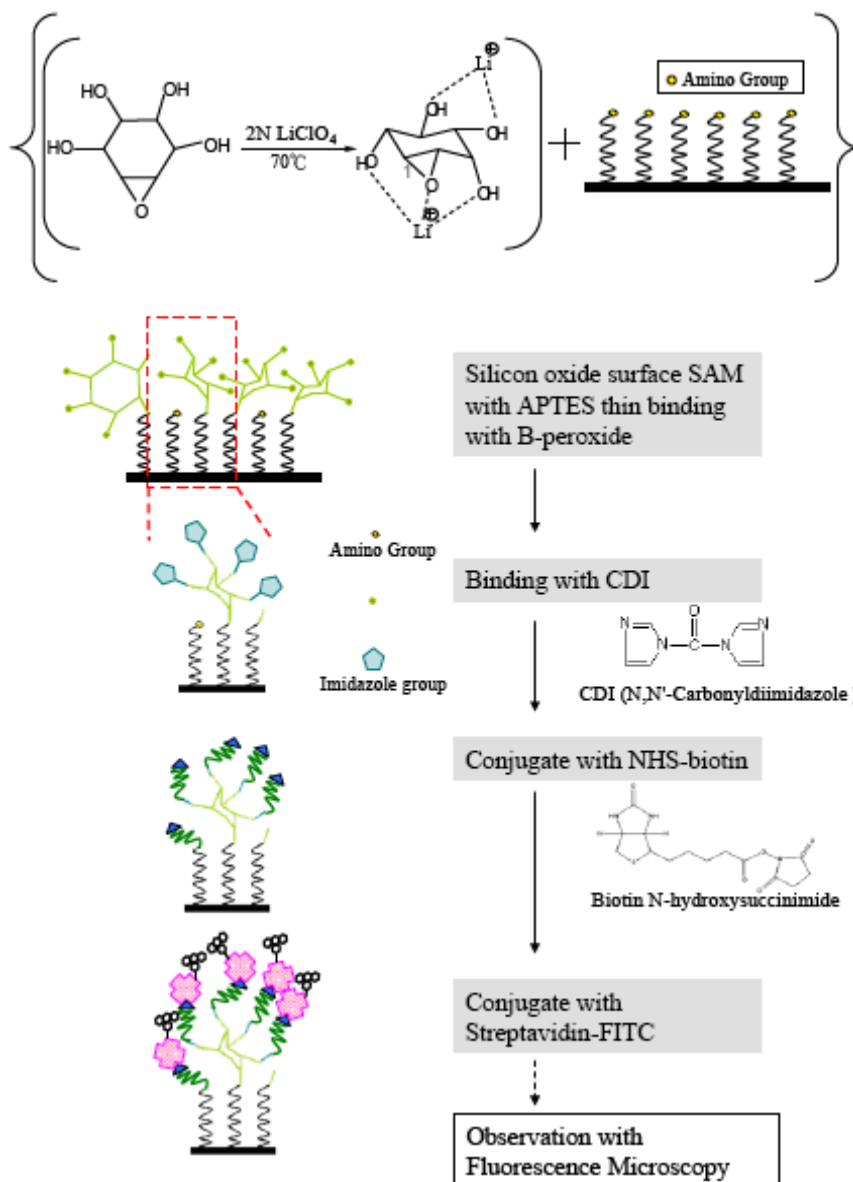 HO
OH
HO
OH
HO
OH
O
2N LiClO4
70℃
Li
⊕
OH
OH
HO
1
O
OH
Li
⊕
+
Amino Group
Silicon oxide surface SAM
with APTES thin binding
with B-peroxide
Amino Group
Imidazole group
Binding with CDI
O
N
N
C
N
N
CDI (N,N'-Carbonyldiimidazole )
Conjugate with NHS-biotin
Biotin N-hydroxysuccinimide
Conjugate with
Streptavidin-FITC
Observation with
Fluorescence Microscopy